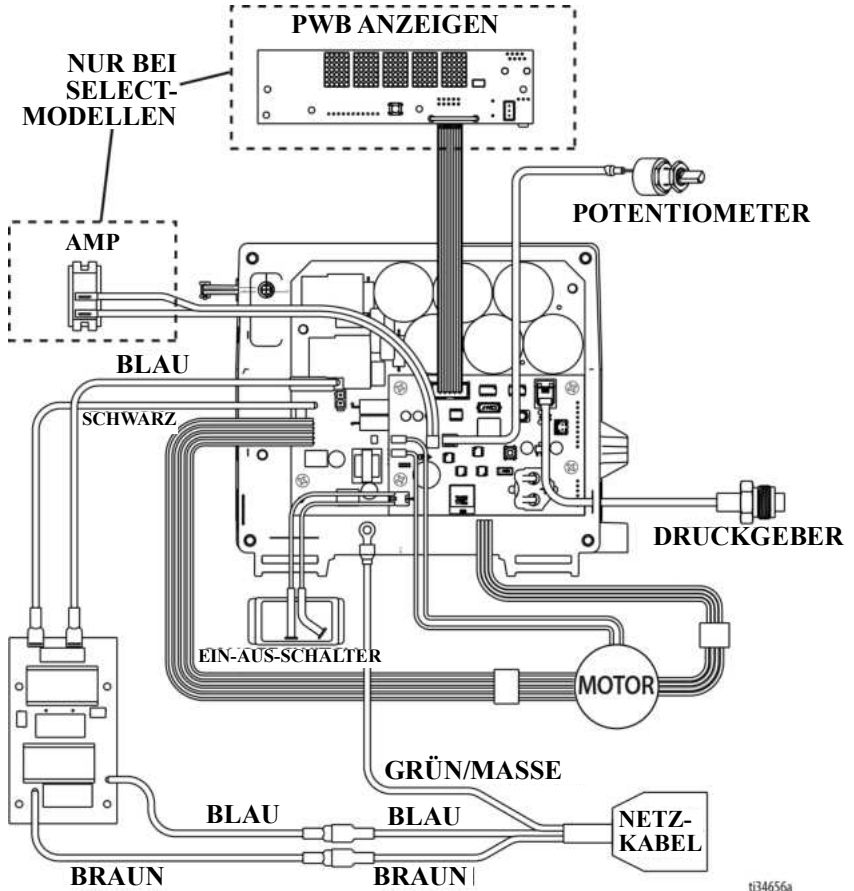 PWB ANZEIGEN
NUR BEI
SELECT-
MODELLEN
POTENTIOMETER
AMP
BLAU
SCHWARZ
DRUCKGEBER
EIN-AUS-SCHALTER
MOTOR
GRÜN/MASSE
BLAU
BLAU
NETZ-
KABEL
BRAUN
BRAUN
ti34656a